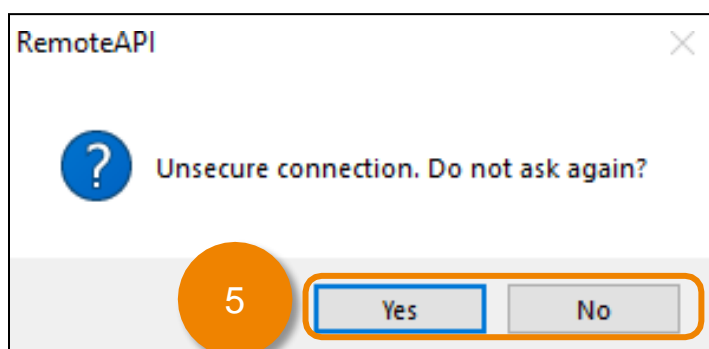 RemoteAPI
Unsecure connection. Do not ask again?
5
Yes
No